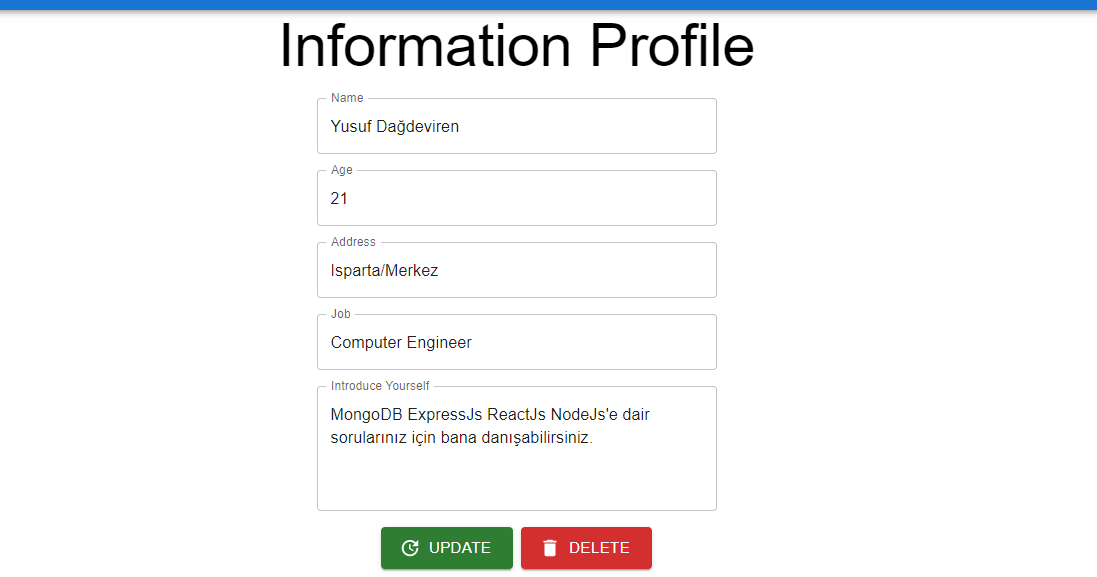 Information Profile
Name
Yusuf Dağdeviren
Age
21
Address
Isparta/Merkez
Job
Computer Engineer
Introduce Yourself
MongoDB ExpressJs ReactJs NodeJs'e dair
sorularınız için bana danışabilirsiniz.
UPDATE DELETE